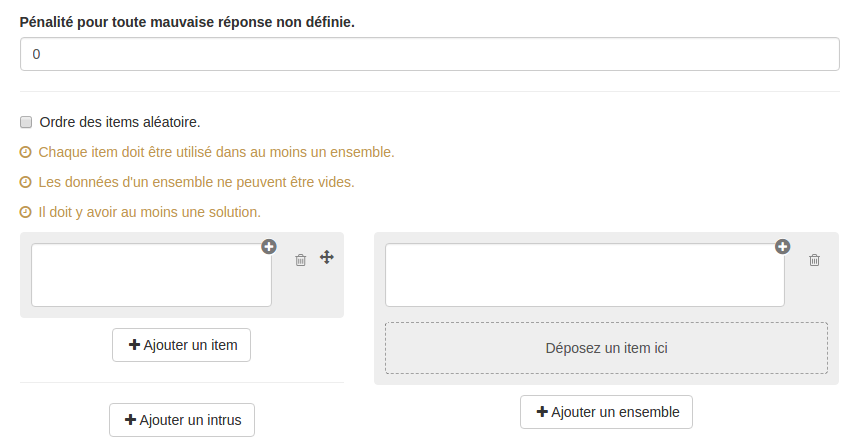 Pénalité pour toute mauvaise réponse non définie.
0
Ordre des items aléatoire.
Chaque item doit être utilisé dans au moins un ensemble.
Les données d'un ensemble ne peuvent être vides.
Il doit y avoir au moins une solution.
Déposez un item ici
Ajouter un item
Ajouter un ensemble
Ajouter un intrus